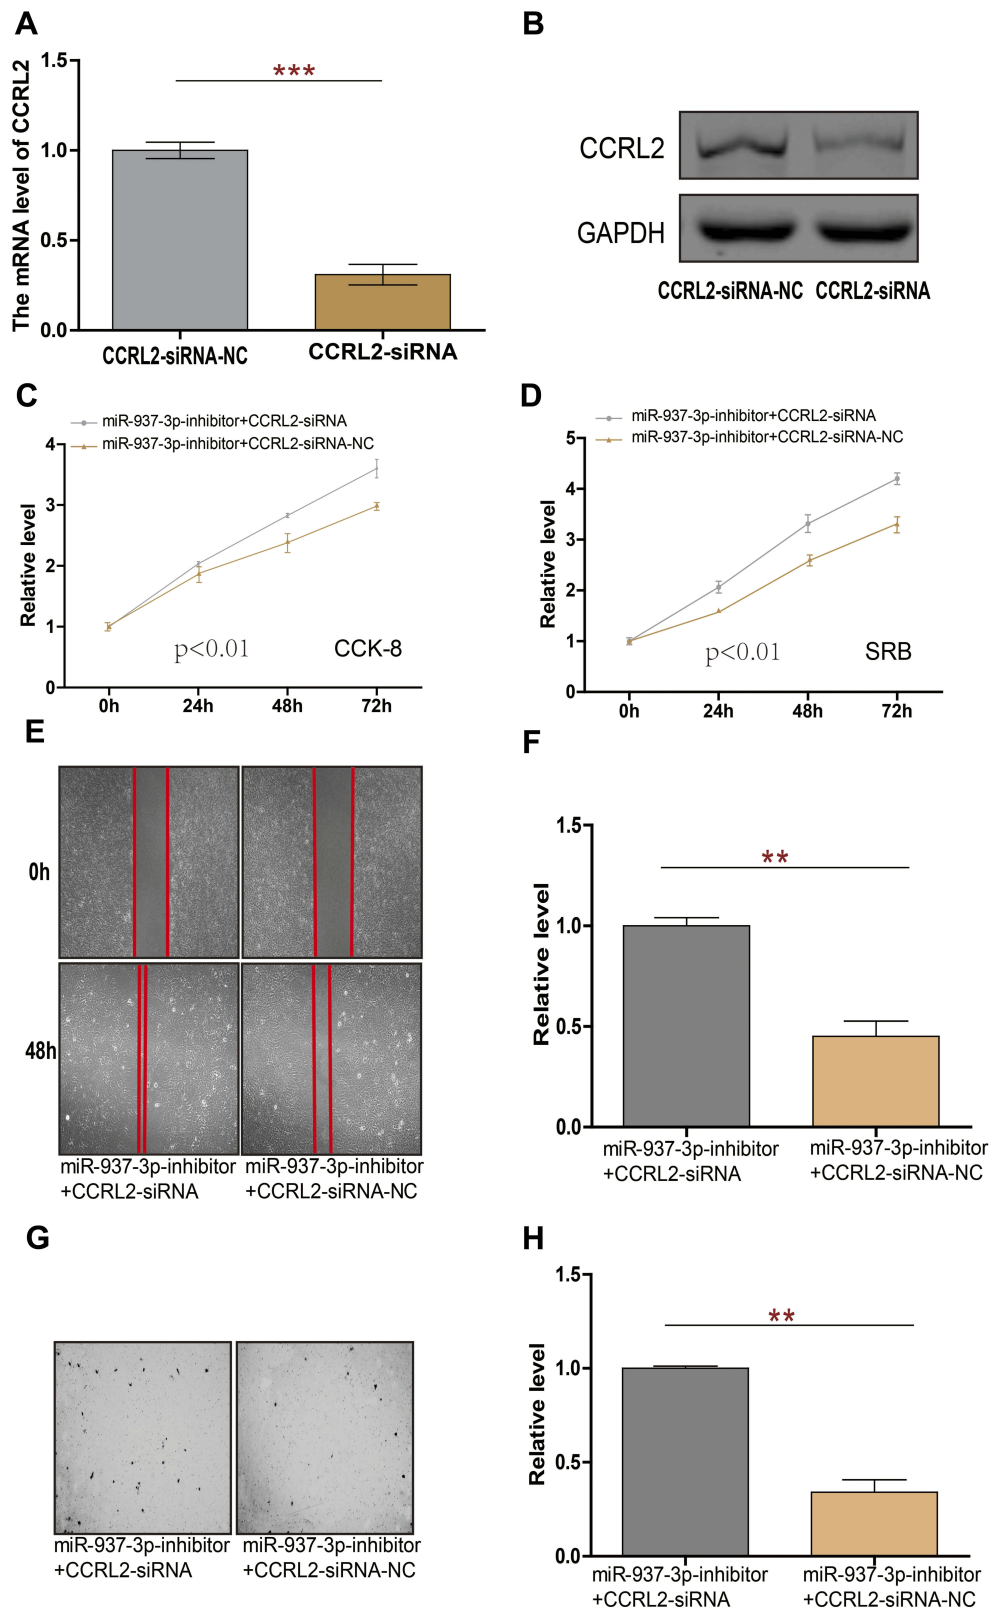 A
The mRNA level of CCRL2
1.5
1.0
0.5
0.0
***
CCRL2-siRNA-NC
CCRL2-siRNA
B
CCRL2
GAPDH
CCRL2-siRNA-NC
CCRL2-siRNA
C
miR-937-3p-inhibitor+CCRL2-siRNA
miR-937-3p-inhibitor+CCRL2-siRNA-NC
Relative level
4
3
2
1
0
p<0.01
CCK-8
0h
24h
48h
72h
D
miR-937-3p-inhibitor+CCRL2-siRNA
miR-937-3p-inhibitor+CCRL2-siRNA-NC
Relative level
5
4
3
2
1
0
p<0.01
SRB
0h
24h
48h
72h
E
0h
48h
miR-937-3p-inhibitor
+CCRL2-siRNA
miR-937-3p-inhibitor
+CCRL2-siRNA-NC
F
Relative level
1.5
1.0
0.5
0.0
**
miR-937-3p-inhibitor
+CCRL2-siRNA
miR-937-3p-inhibitor
+CCRL2-siRNA-NC
G
miR-937-3p-inhibitor
+CCRL2-siRNA
miR-937-3p-inhibitor
+CCRL2-siRNA-NC
H
Relative level
1.5
1.0
0.5
0.0
**
miR-937-3p-inhibitor
+CCRL2-siRNA
miR-937-3p-inhibitor
+CCRL2-siRNA-NC